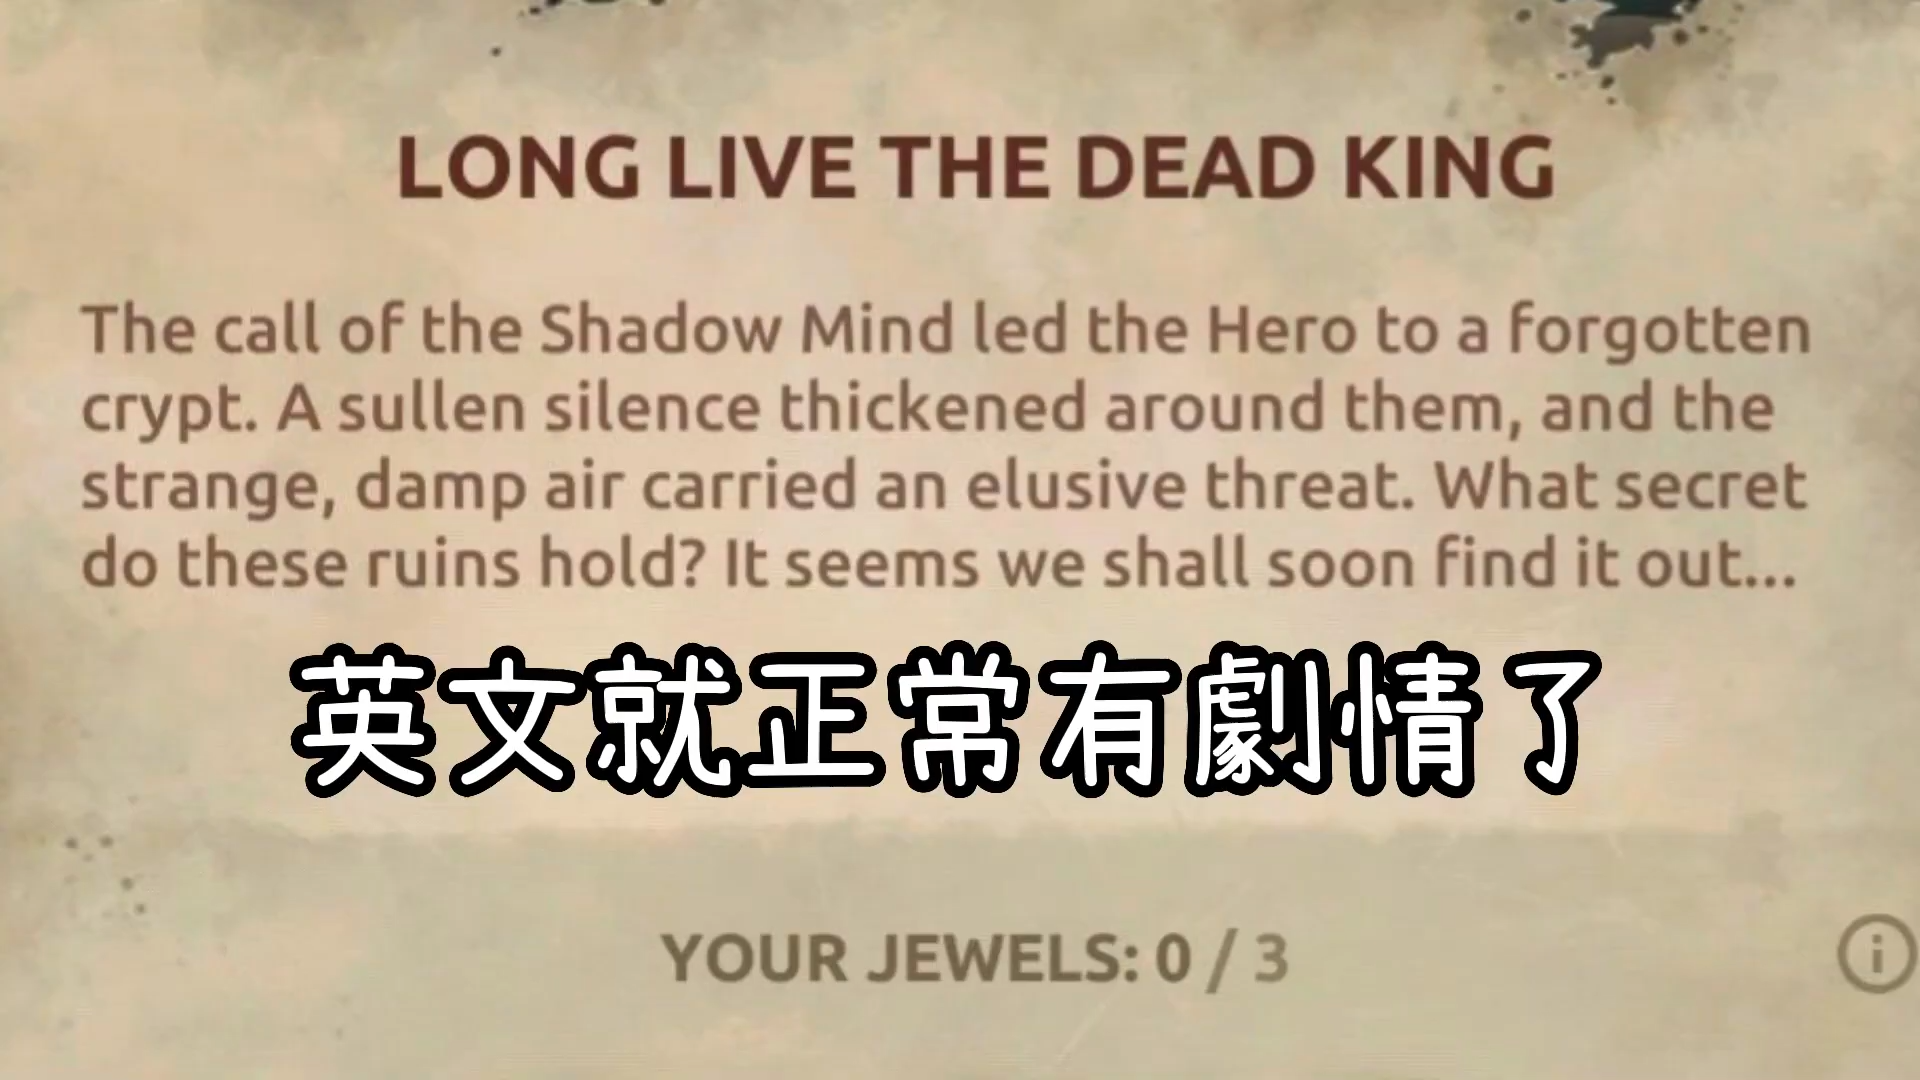 LONG LIVE THE DEAD KING
The call of the Shadow Mind led the Hero to a forgotten
crypt. A sullen silence thickened around them, and the
strange, damp air carried an elusive threat. What secret
do these ruins hold? It seems we shall soon find it out...
英文就正常有劇情了
YOUR JEWELS: 0 / 3
i